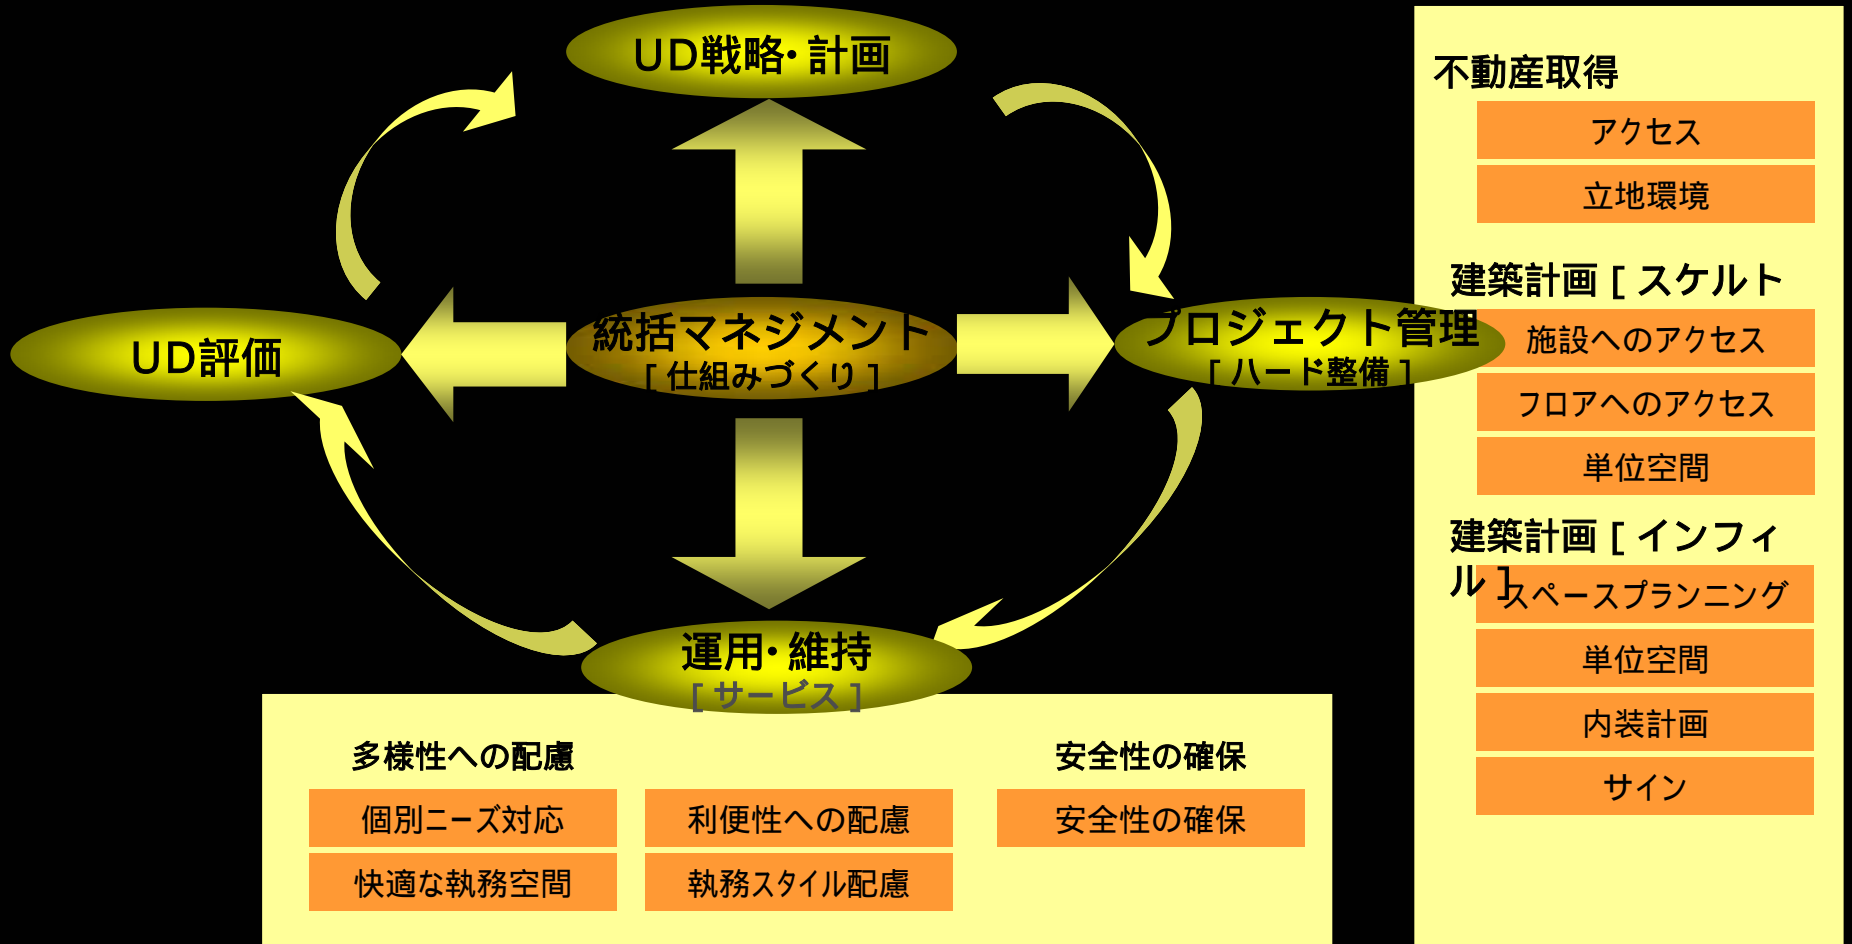 UD戦略・計画
UD評価
統括マネジメント
[ 仕組みづくり ]
プロジェクト管理
[ ハード整備 ]
運用・維持
[ サービス ]
多様性への配慮
個別ニーズ対応
快適な執務空間
利便性への配慮
執務スタイル配慮
安全性の確保
安全性の確保
不動産取得
アクセス
立地環境
建築計画 [ スケルト
施設へのアクセス
フロアへのアクセス
単位空間
建築計画 [ インフィ
ル ]
スペースプランニング
単位空間
内装計画
サイン